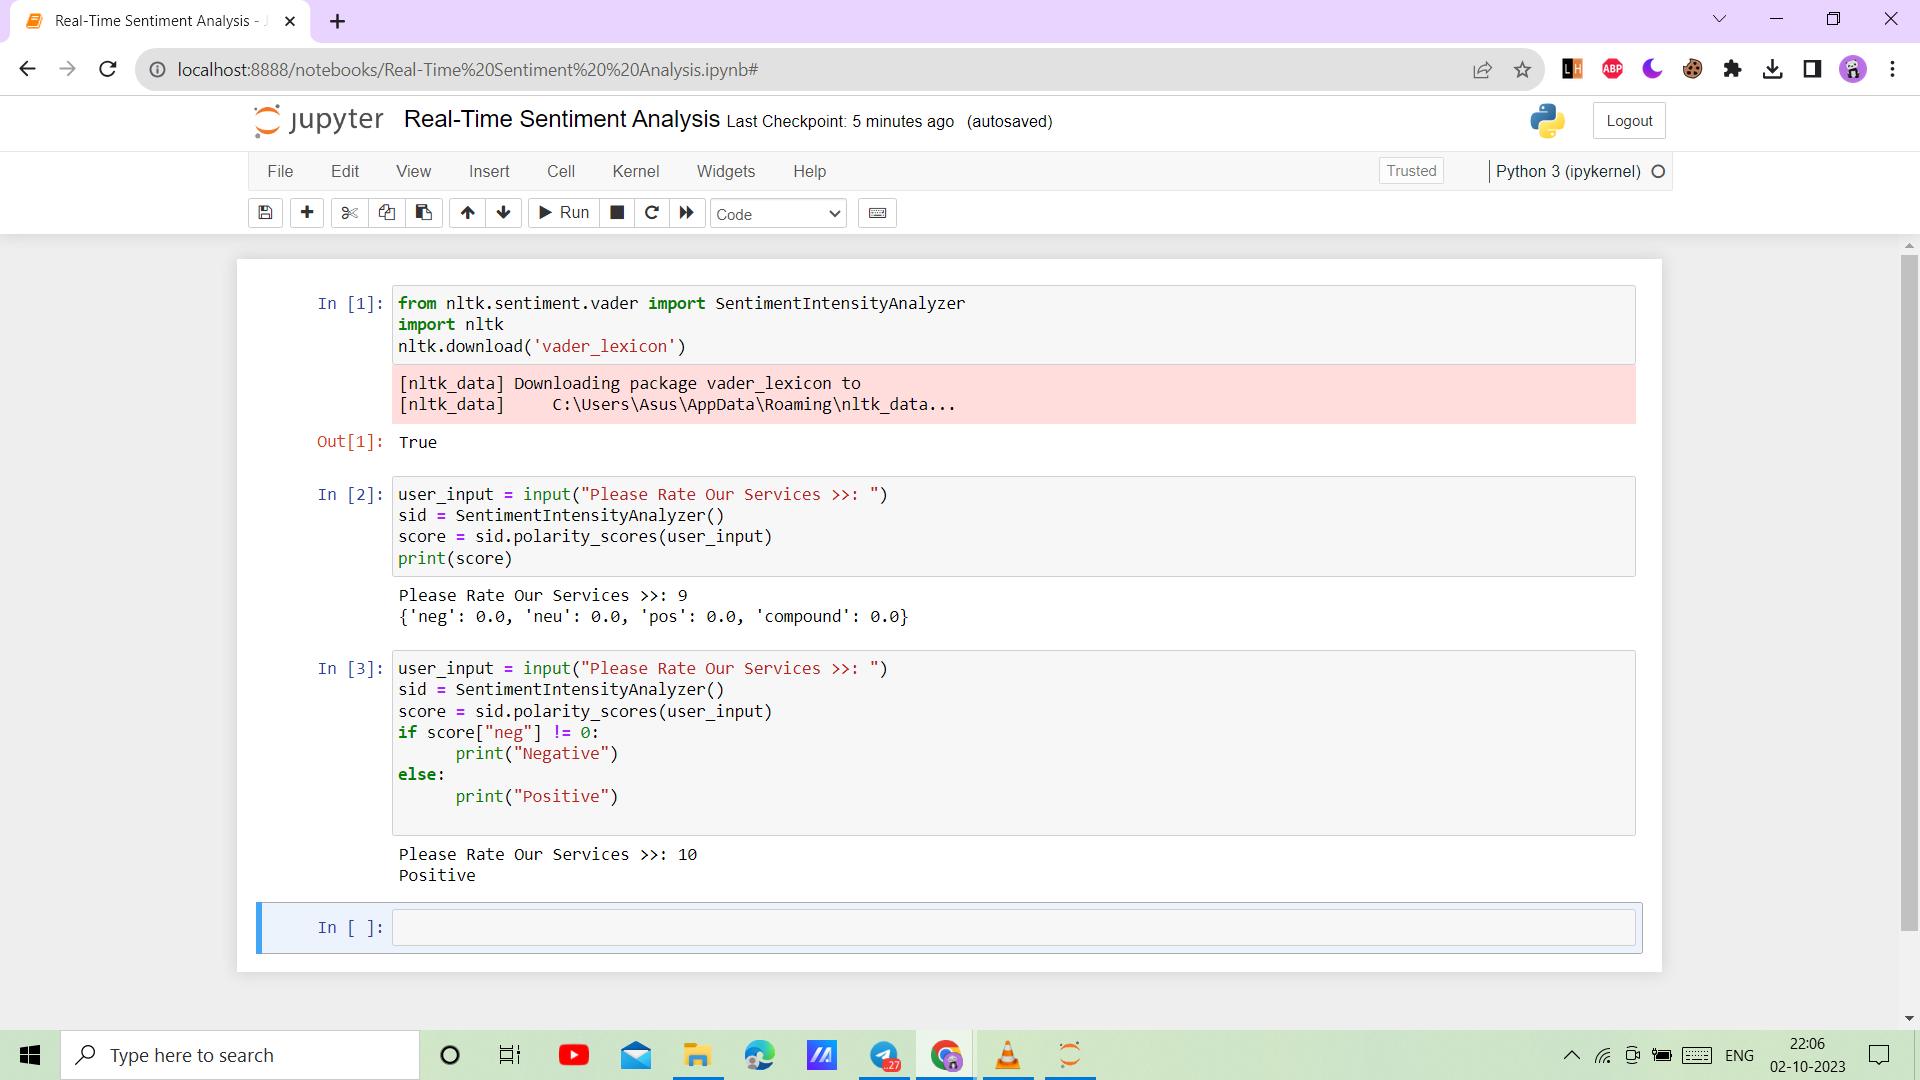 Real-Time Sentiment Analysis - J
localhost:8888/notebooks/Real-Time%20Sentiment%20%20Analysis.ipynb#
LH
ABP
jupyter Real-Time Sentiment Analysis Last Checkpoint: 5 minutes ago (autosaved)
Logout
File Edit View Insert Cell Kernel Widgets Help
Trusted Python 3 (ipykernel)
Run Code
In [1]: from nltk.sentiment.vader import SentimentIntensityAnalyzer
import nltk
nltk.download('vader_lexicon')
[nltk_data] Downloading package vader_lexicon to
[nltk_data]     C:\Users\Asus\AppData\Roaming\nltk_data...
Out[1]: True
In [2]: user_input = input("Please Rate Our Services >>: ")
sid = SentimentIntensityAnalyzer()
score = sid.polarity_scores(user_input)
print(score)
Please Rate Our Services >>: 9
{'neg': 0.0, 'neu': 0.0, 'pos': 0.0, 'compound': 0.0}
In [3]: user_input = input("Please Rate Our Services >>: ")
sid = SentimentIntensityAnalyzer()
score = sid.polarity_scores(user_input)
if score["neg"] != 0:
      print("Negative")
else:
      print("Positive")
Please Rate Our Services >>: 10
Positive
In [ ]:
Type here to search
..27
ENG
22:06
02-10-2023